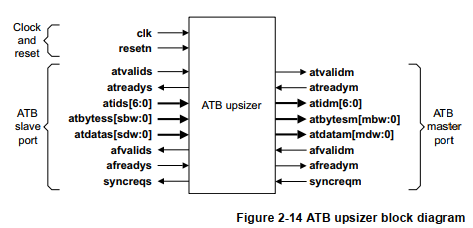 Clock
and
reset
clk
resetn
ATB
slave
port
atvalids
atreadys
atids[6:0]
atbytess[sbw:0]
atdatas[sdw:0]
afvalids
afreadys
syncreqs
ATB upsizer
atvalidm
atreadym
atidm[6:0]
atbytesm[mbw:0]
atdatam[mdw:0]
afvalidm
afreadym
syncreqm
ATB
master
port
Figure 2-14 ATB upsizer block diagram